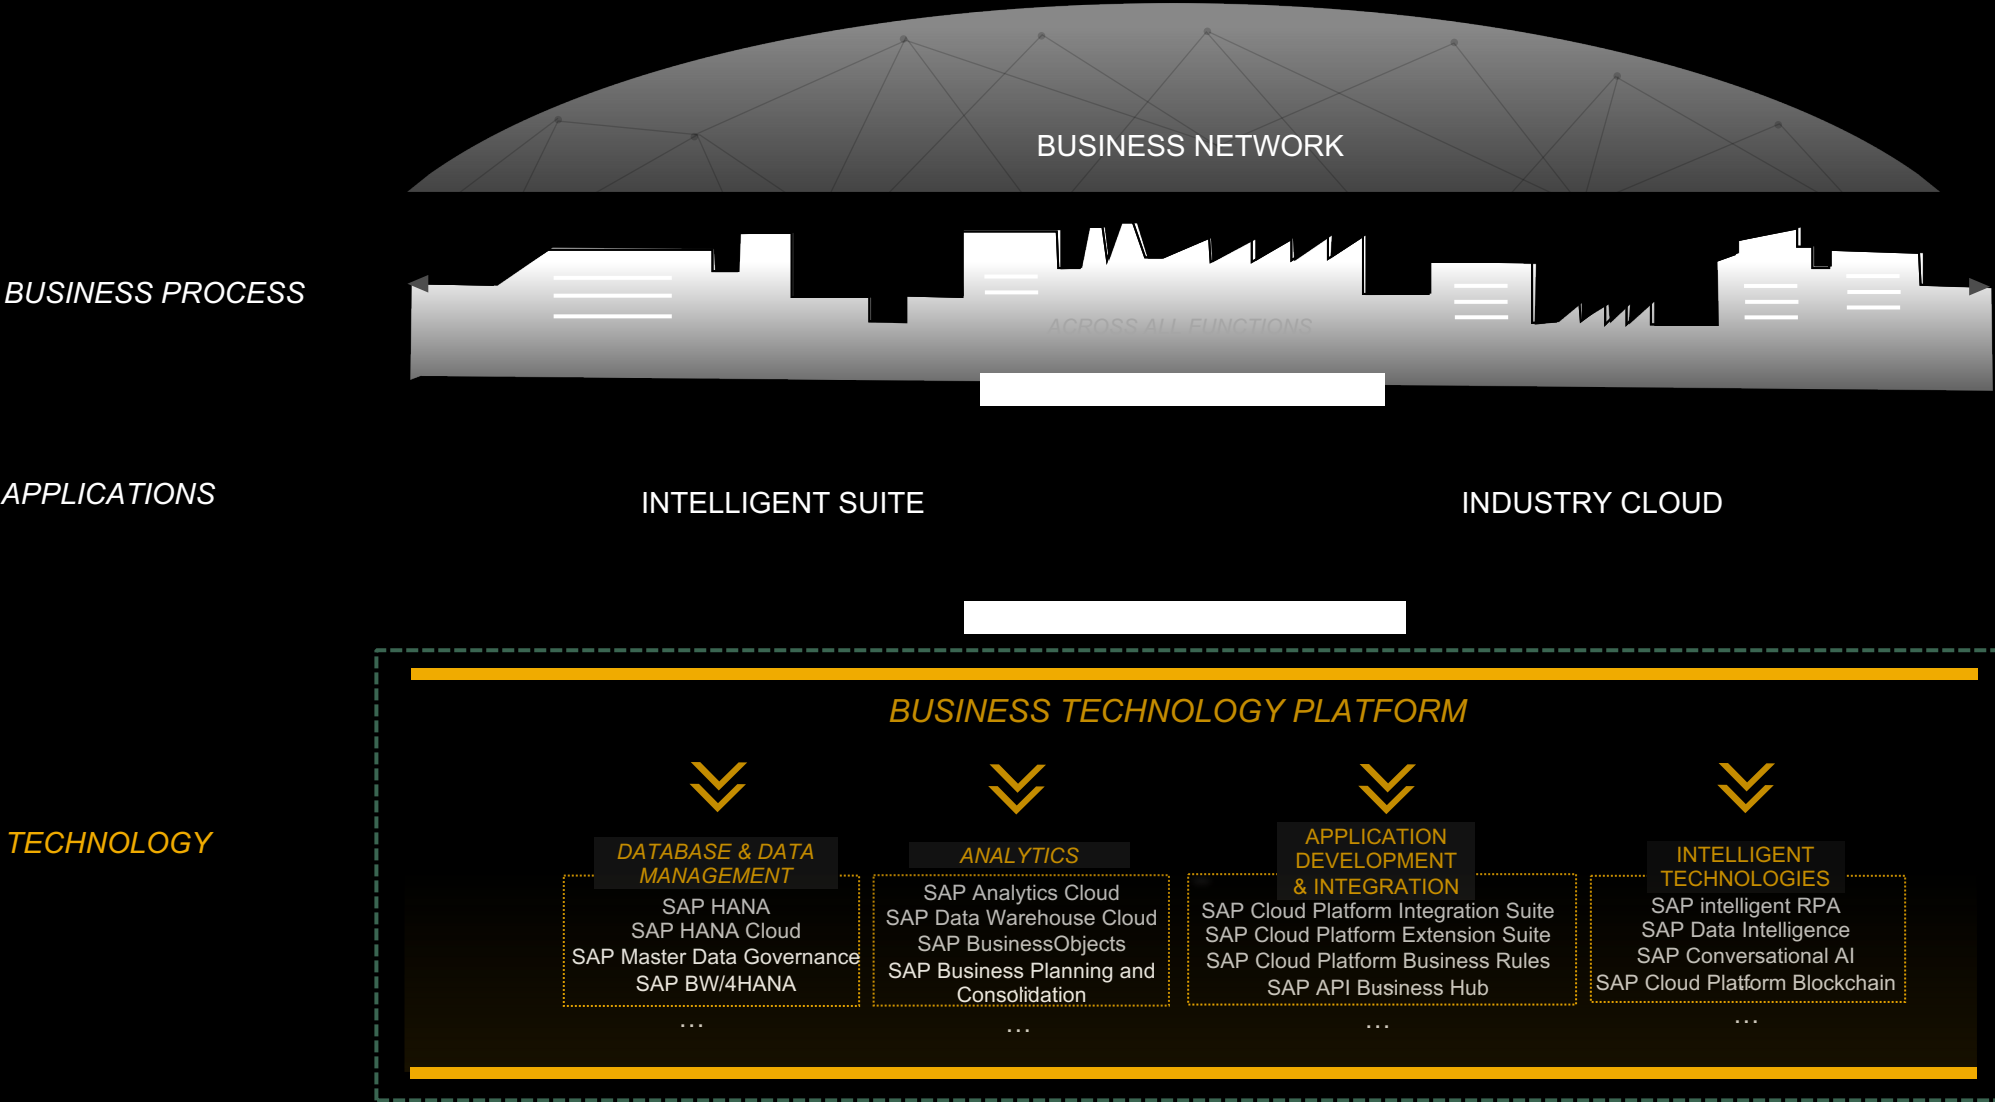 BUSINESS NETWORK
BUSINESS PROCESS
ACROSS ALL FUNCTIONS
APPLICATIONS
INTELLIGENT SUITE
INDUSTRY CLOUD
BUSINESS TECHNOLOGY PLATFORM
TECHNOLOGY
DATABASE & DATA
MANAGEMENT
SAP HANA
SAP HANA Cloud
SAP Master Data Governance
SAP BW/4HANA
...
ANALYTICS
SAP Analytics Cloud
SAP Data Warehouse Cloud
SAP BusinessObjects
SAP Business Planning and
Consolidation
...
APPLICATION
DEVELOPMENT
& INTEGRATION
SAP Cloud Platform Integration Suite
SAP Cloud Platform Extension Suite
SAP Cloud Platform Business Rules
SAP API Business Hub
...
INTELLIGENT
TECHNOLOGIES
SAP intelligent RPA
SAP Data Intelligence
SAP Conversational AI
SAP Cloud Platform Blockchain
...